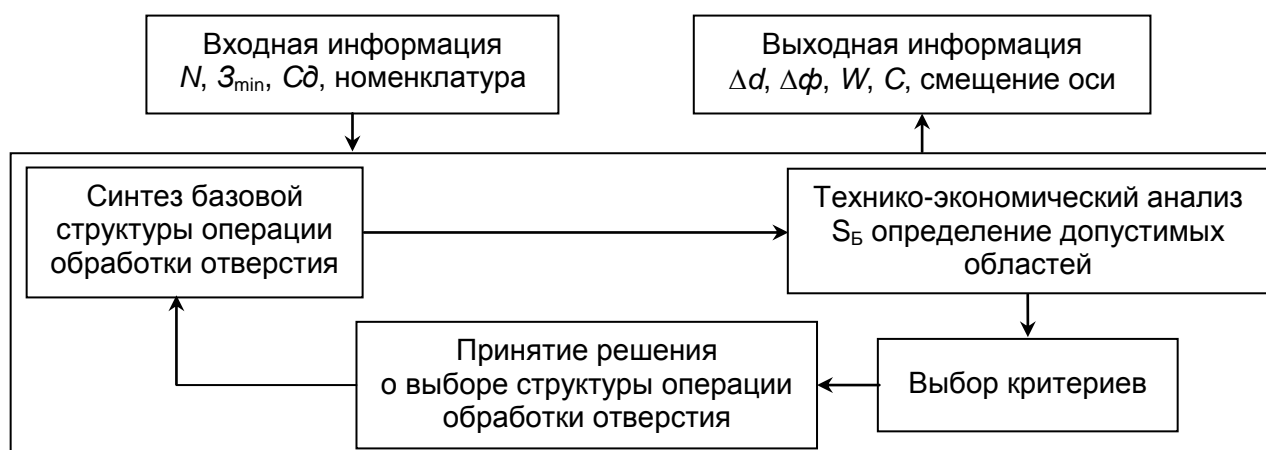 Входная информация
N, З_min, Сд, номенклатура
Выходная информация
Δd, Δф, W, C, смещение оси
Синтез базовой
структуры операции
обработки отверстия
Технико-экономический анализ
S_Б определение допустимых
областей
Принятие решения
о выборе структуры операции
обработки отверстия
Выбор критериев